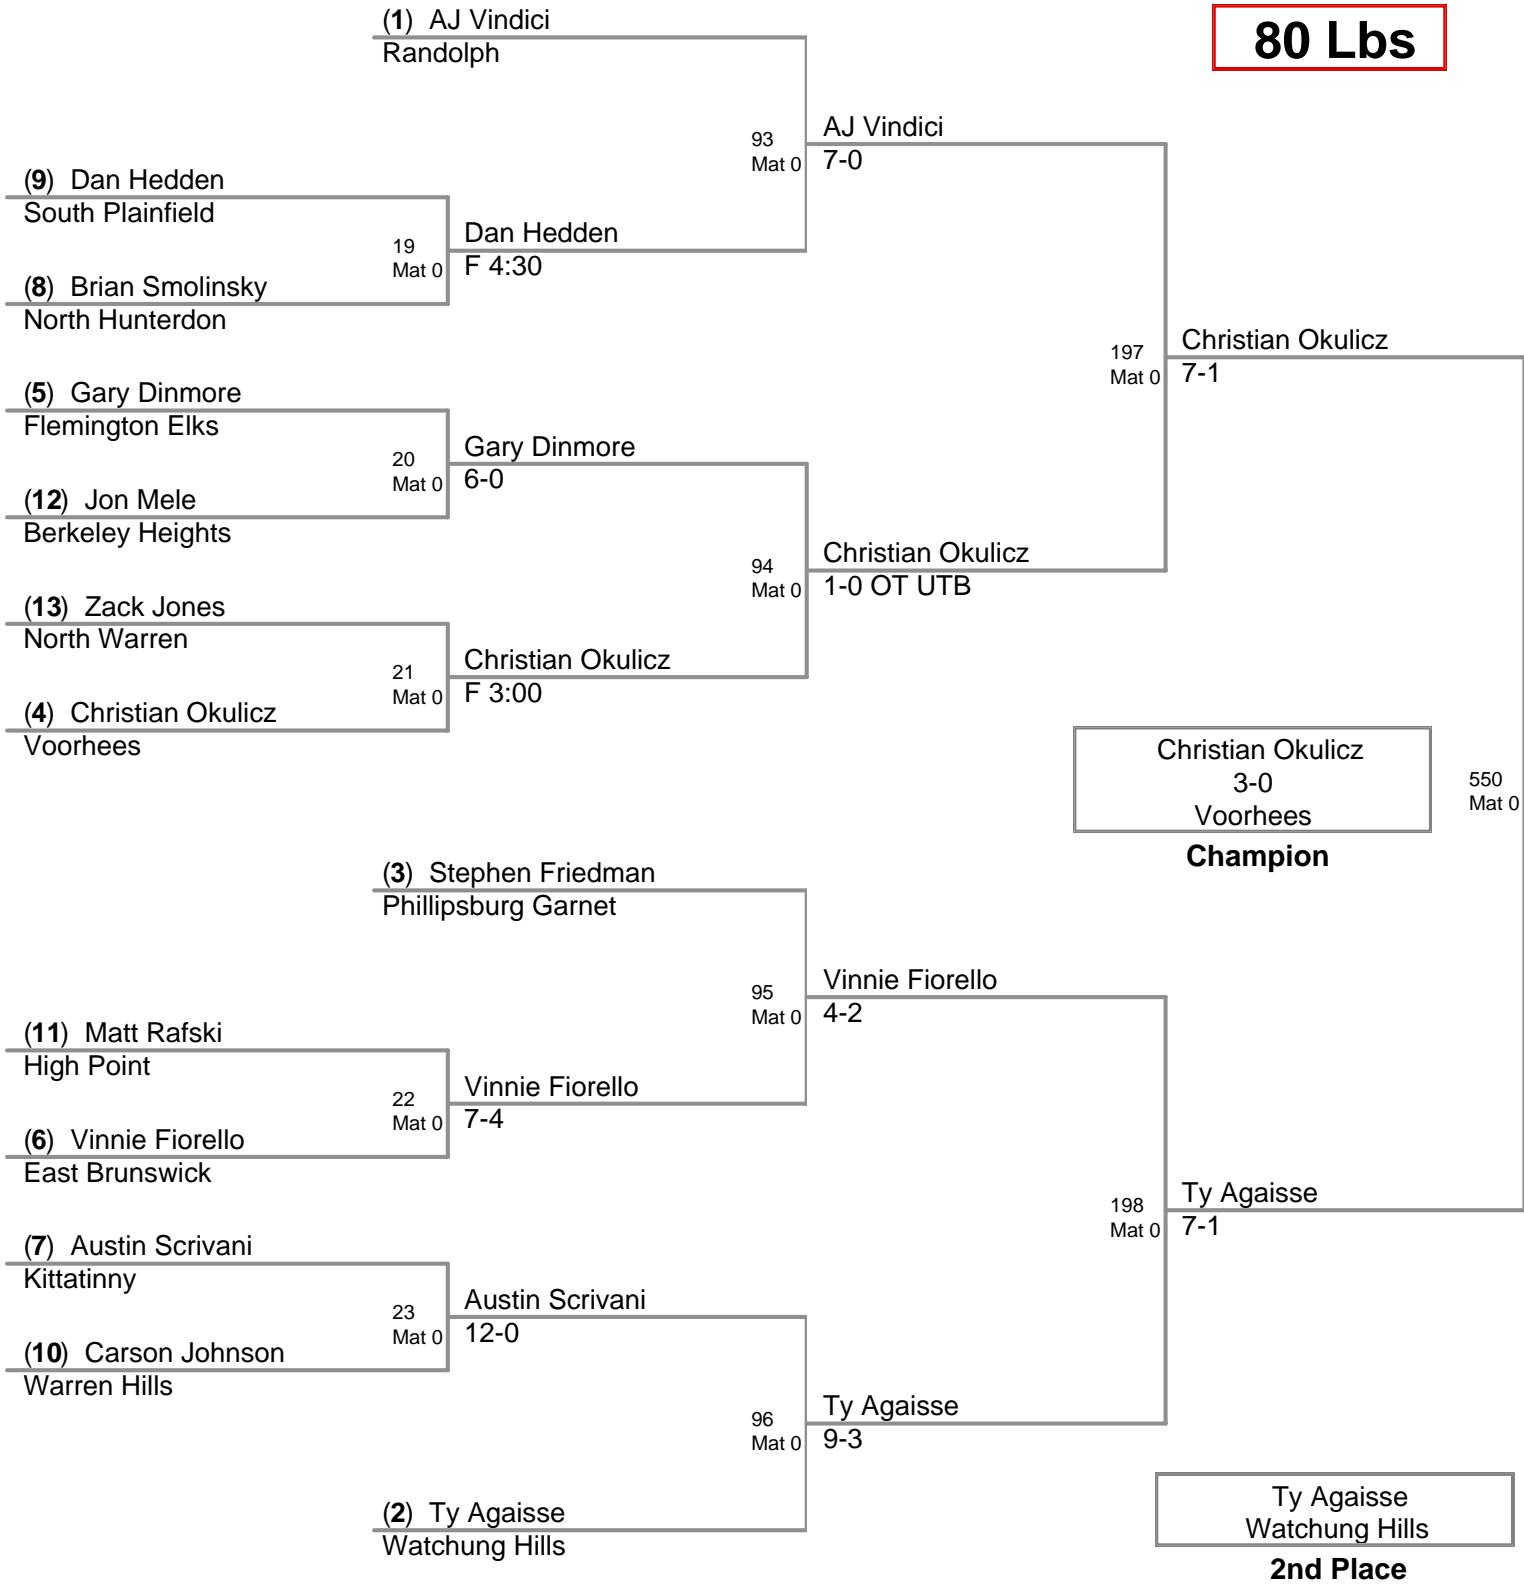 (1) AJ Vindici
Randolph
80 Lbs
93
Mat 0
AJ Vindici
7-0
(9) Dan Hedden
South Plainfield
19
Mat 0
Dan Hedden
F 4:30
(8) Brian Smolinsky
North Hunterdon
197
Mat 0
Christian Okulicz
7-1
(5) Gary Dinmore
Flemington Elks
20
Mat 0
Gary Dinmore
6-0
(12) Jon Mele
Berkeley Heights
94
Mat 0
Christian Okulicz
1-0 OT UTB
(13) Zack Jones
North Warren
21
Mat 0
Christian Okulicz
F 3:00
(4) Christian Okulicz
Voorhees
Christian Okulicz
3-0
Voorhees
Champion
550
Mat 0
(3) Stephen Friedman
Phillipsburg Garnet
95
Mat 0
Vinnie Fiorello
4-2
(11) Matt Rafski
High Point
22
Mat 0
Vinnie Fiorello
7-4
(6) Vinnie Fiorello
East Brunswick
198
Mat 0
Ty Agaisse
7-1
(7) Austin Scrivani
Kittatinny
23
Mat 0
Austin Scrivani
12-0
(10) Carson Johnson
Warren Hills
96
Mat 0
Ty Agaisse
9-3
(2) Ty Agaisse
Watchung Hills
Ty Agaisse
Watchung Hills
2nd Place